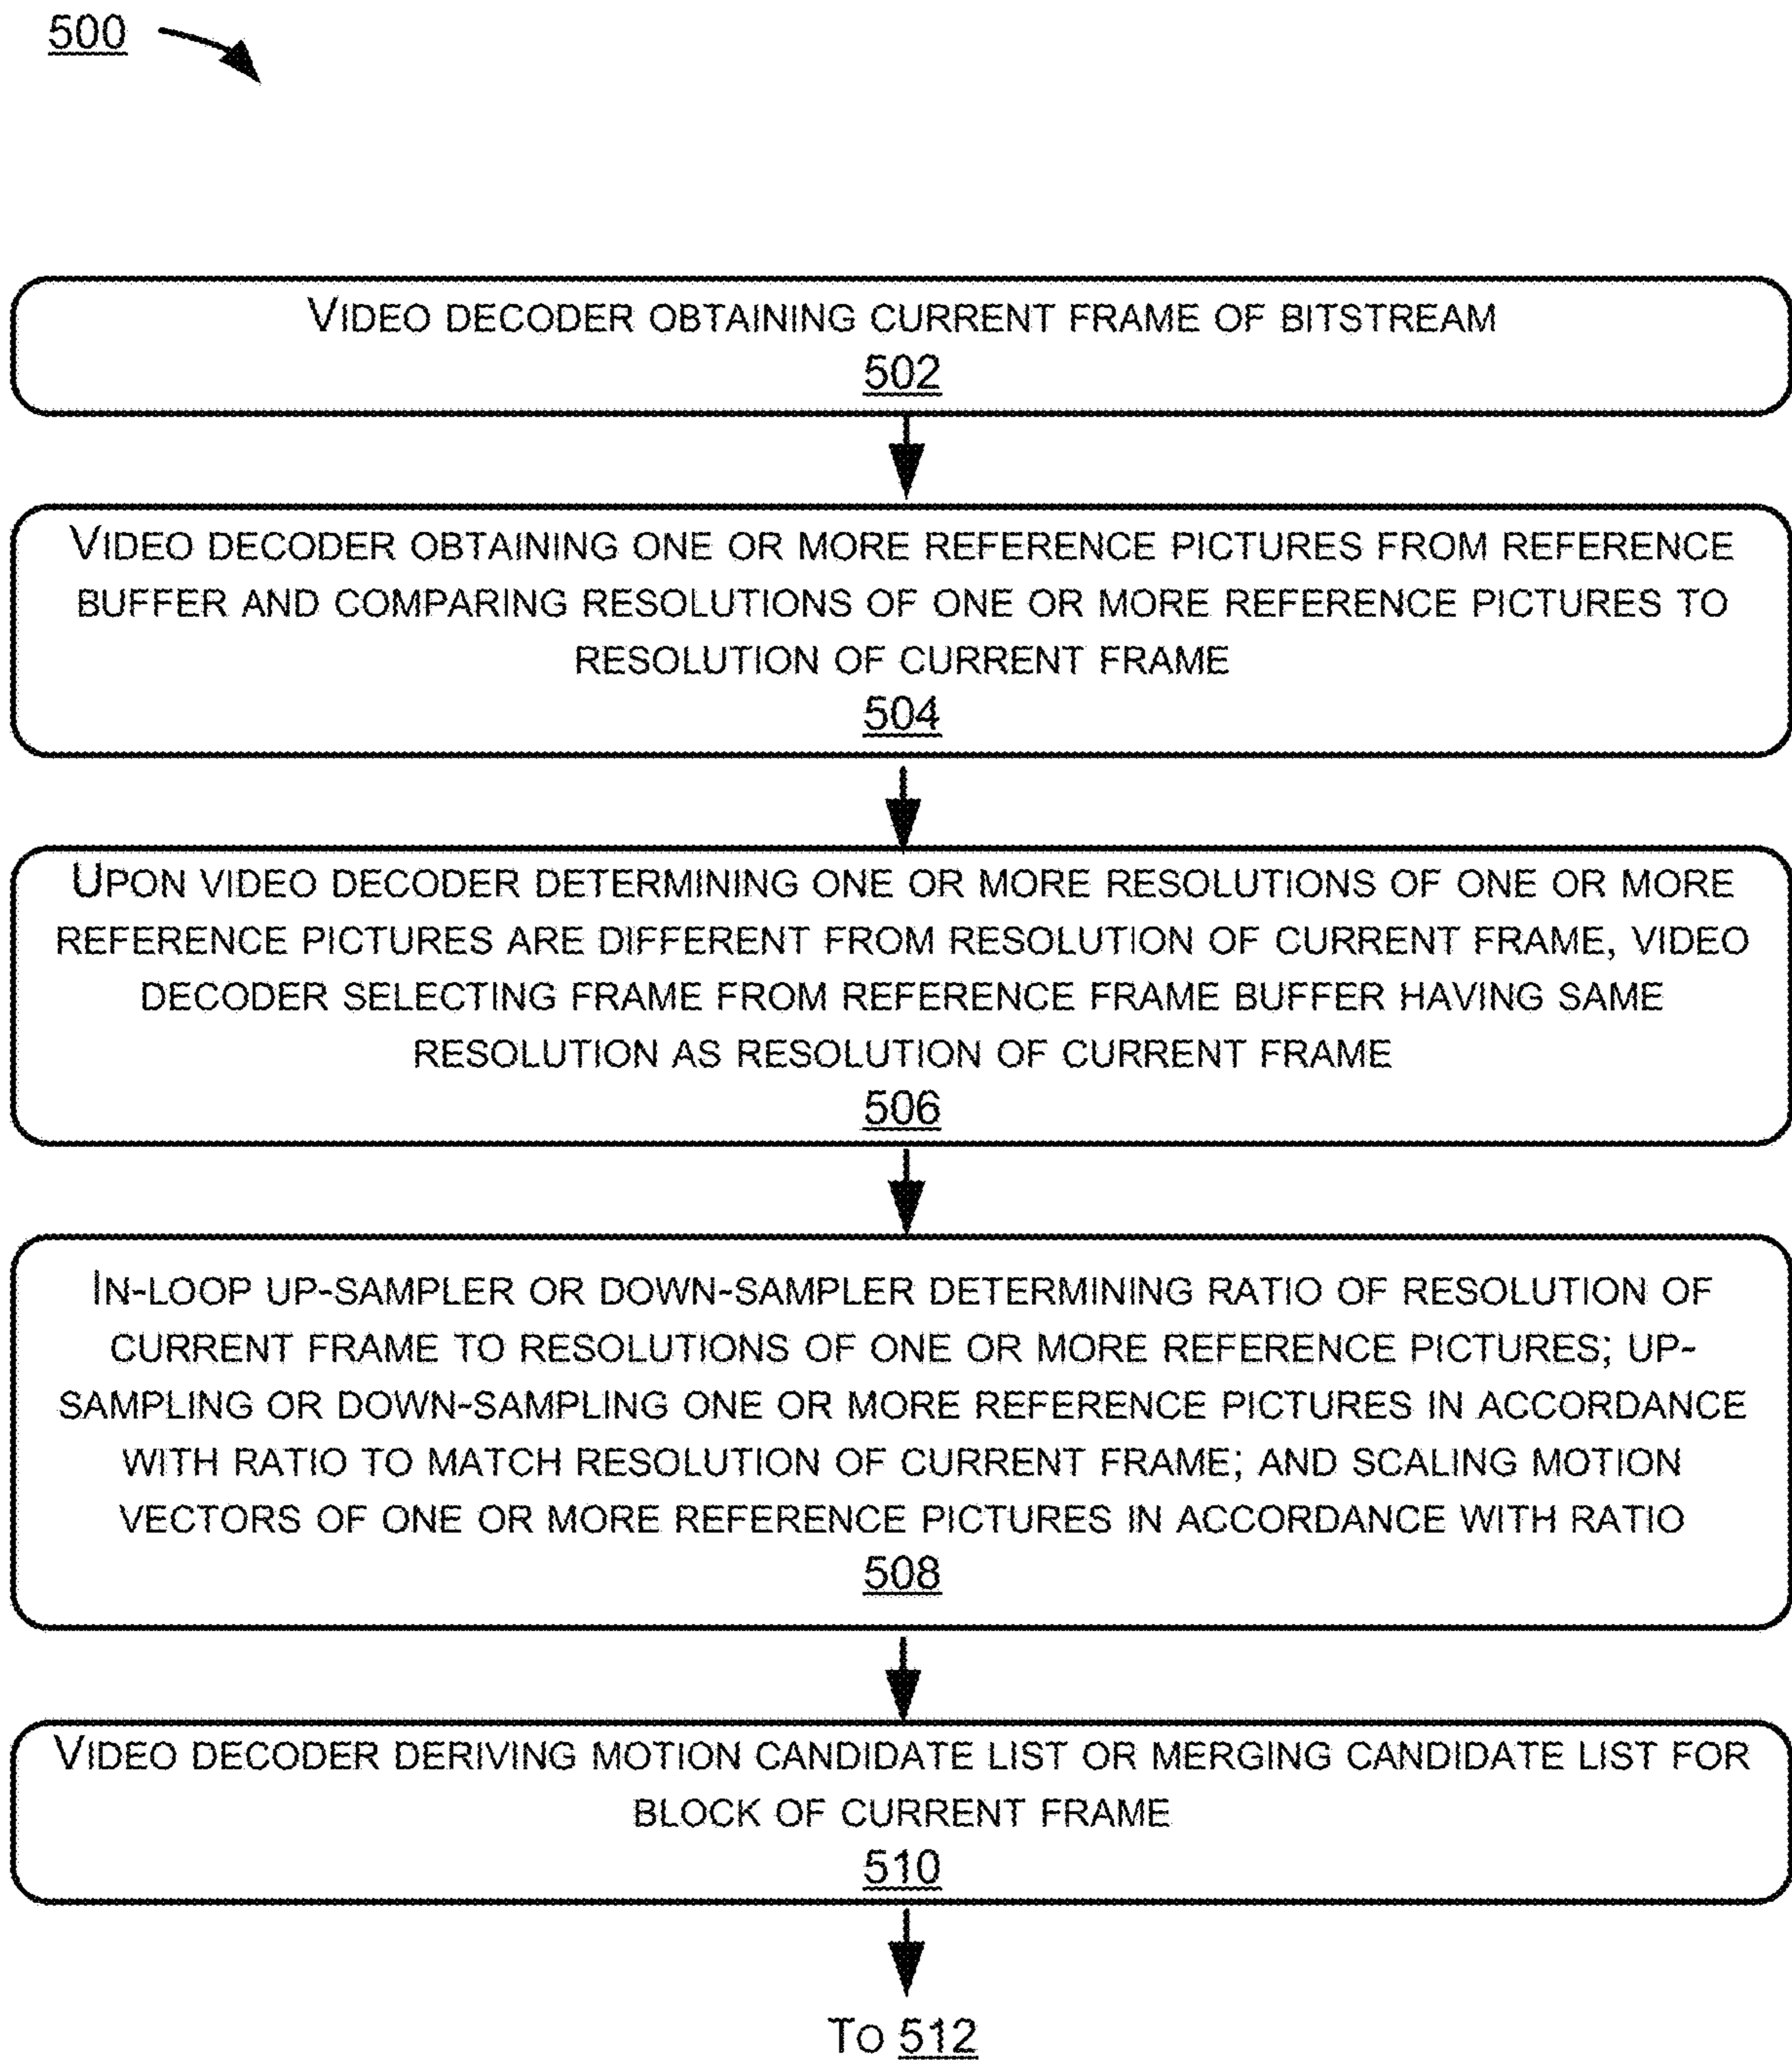 500
VIDEO DECODER OBTAINING CURRENT FRAME OF BITSTREAM
502
VIDEO DECODER OBTAINING ONE OR MORE REFERENCE PICTURES FROM REFERENCE
BUFFER AND COMPARING RESOLUTIONS OF ONE OR MORE REFERENCE PICTURES TO
RESOLUTION OF CURRENT FRAME
504
UPON VIDEO DECODER DETERMINING ONE OR MORE RESOLUTIONS OF ONE OR MORE
REFERENCE PICTURES ARE DIFFERENT FROM RESOLUTION OF CURRENT FRAME, VIDEO
DECODER SELECTING FRAME FROM REFERENCE FRAME BUFFER HAVING SAME
RESOLUTION AS RESOLUTION OF CURRENT FRAME
506
IN-LOOP UP-SAMPLER OR DOWN-SAMPLER DETERMINING RATIO OF RESOLUTION OF
CURRENT FRAME TO RESOLUTIONS OF ONE OR MORE REFERENCE PICTURES; UP-
SAMPLING OR DOWN-SAMPLING ONE OR MORE REFERENCE PICTURES IN ACCORDANCE
WITH RATIO TO MATCH RESOLUTION OF CURRENT FRAME; AND SCALING MOTION
VECTORS OF ONE OR MORE REFERENCE PICTURES IN ACCORDANCE WITH RATIO
508
VIDEO DECODER DERIVING MOTION CANDIDATE LIST OR MERGING CANDIDATE LIST FOR
BLOCK OF CURRENT FRAME
510
TO 512